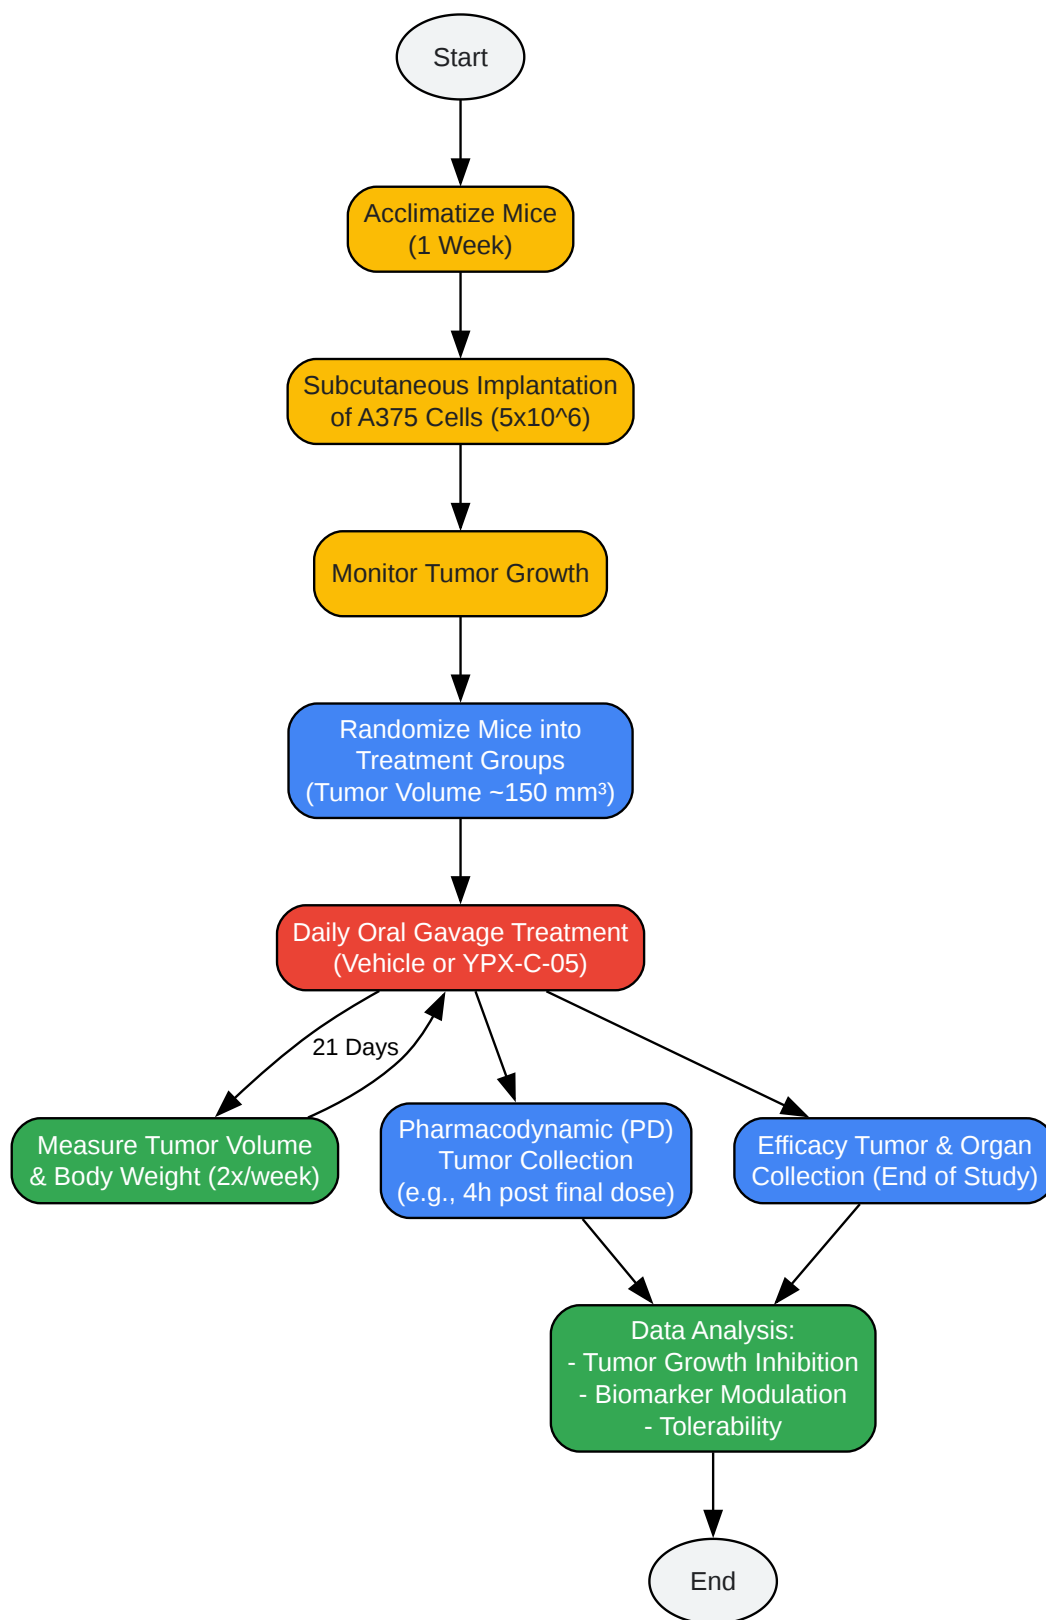 Start
Acclimatize Mice
(1 Week)
Subcutaneous Implantation
of A375 Cells (5x10^6)
Monitor Tumor Growth
Randomize Mice into
Treatment Groups
(Tumor Volume ~150 mm³)
Daily Oral Gavage Treatment
(Vehicle or YPX-C-05)
21 Days
Measure Tumor Volume
& Body Weight (2x/week)
Pharmacodynamic (PD)
Tumor Collection
(e.g., 4h post final dose)
Efficacy Tumor & Organ
Collection (End of Study)
Data Analysis:
- Tumor Growth Inhibition
- Biomarker Modulation
- Tolerability
End